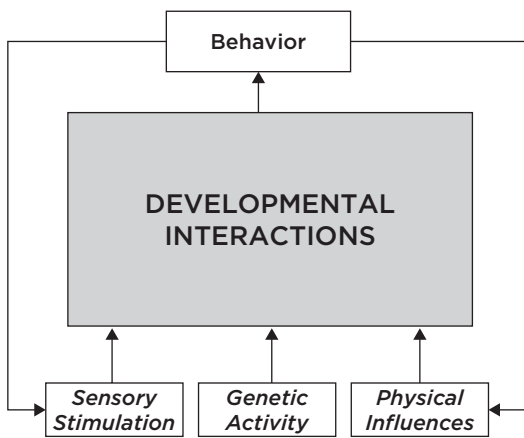 Behavior
DEVELOPMENTAL
INTERACTIONS
Sensory
Stimulation
Genetic
Activity
Physical
Influences